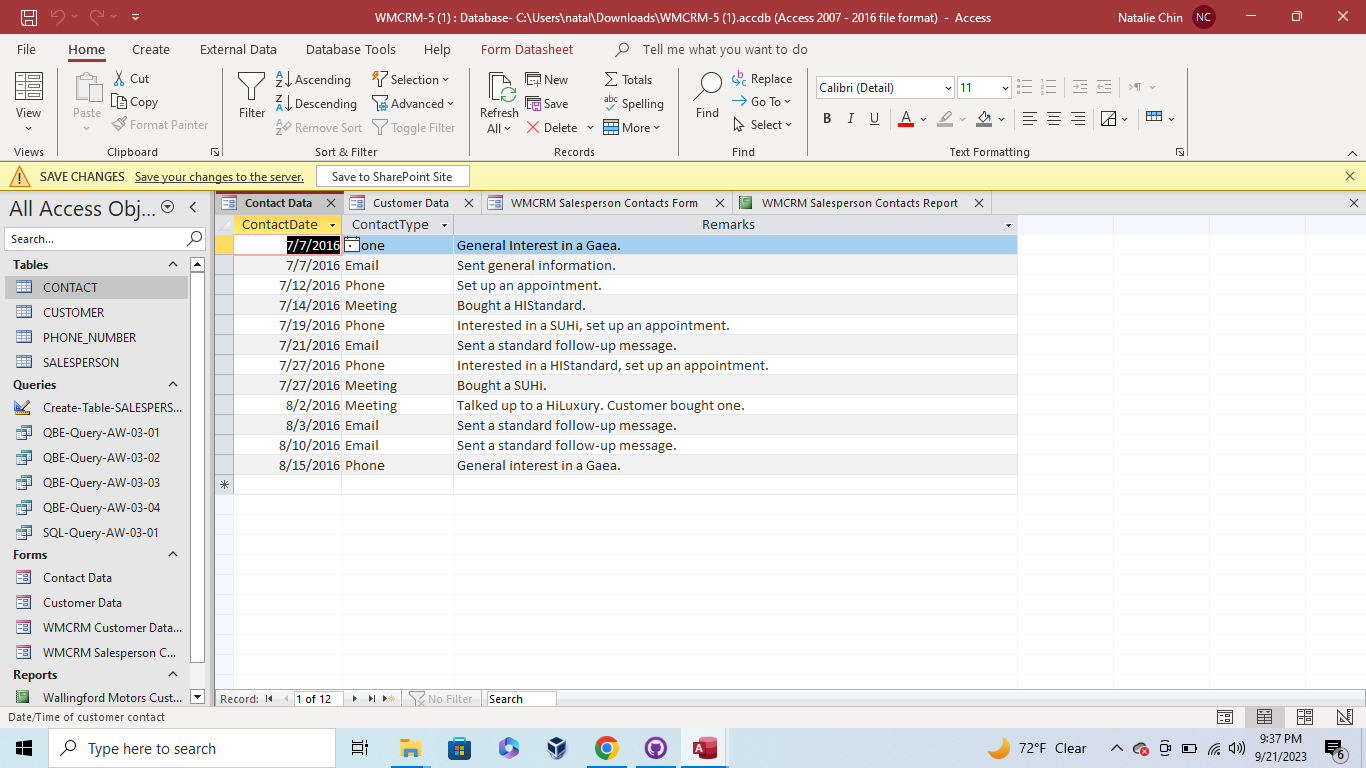 WMCRM-5 (1) : Database- C:\Users\natal\Downloads\WMCRM-5 (1).accdb (Access 2007 - 2016 file format) - Access
Natalie Chin NC
File Home Create External Data Database Tools Help Form Datasheet Tell me what you want to do
View
Views
Paste
Cut
Copy
Format Painter
Clipboard
Filter
Ascending
Descending
Remove Sort
Selection
Advanced
Toggle Filter
Sort & Filter
Refresh
All
New
Save
Delete
Totals
Spelling
More
Records
Find
Replace
Go To
Select
Find
Calibri (Detail) 11
B I U
Text Formatting
SAVE CHANGES Save your changes to the server. Save to SharePoint Site
All Access Obj...
Search...
Tables
CONTACT
CUSTOMER
PHONE_NUMBER
SALESPERSON
Queries
Create-Table-SALESPERS...
QBE-Query-AW-03-01
QBE-Query-AW-03-02
QBE-Query-AW-03-03
QBE-Query-AW-03-04
SQL-Query-AW-03-01
Forms
Contact Data
Customer Data
WMCRM Customer Data...
WMCRM Salesperson C...
Reports
Wallingford Motors Cust...
Contact Data Customer Data WMCRM Salesperson Contacts Form WMCRM Salesperson Contacts Report
ContactDate ContactType Remarks
7/7/2016 one General Interest in a Gaea.
7/7/2016 Email Sent general information.
7/12/2016 Phone Set up an appointment.
7/14/2016 Meeting Bought a HIStandard.
7/19/2016 Phone Interested in a SUHi, set up an appointment.
7/21/2016 Email Sent a standard follow-up message.
7/27/2016 Phone Interested in a HIStandard, set up an appointment.
7/27/2016 Meeting Bought a SUHi.
8/2/2016 Meeting Talked up to a HiLuxury. Customer bought one.
8/3/2016 Email Sent a standard follow-up message.
8/10/2016 Email Sent a standard follow-up message.
8/15/2016 Phone General interest in a Gaea.
Record: 1 of 12 No Filter Search
Date/Time of customer contact
Type here to search
72°F Clear
9:37 PM
9/21/2023
6